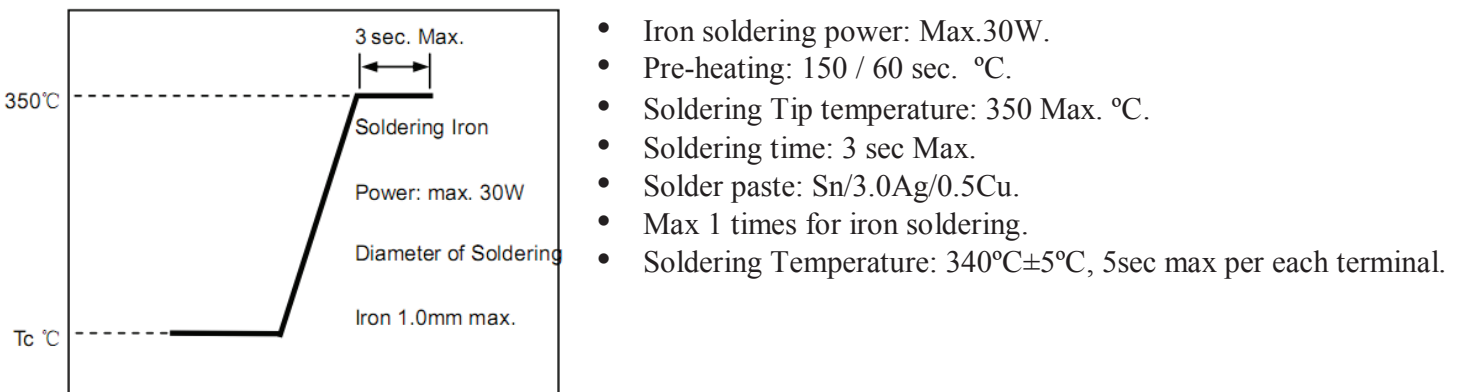 3 sec. Max.
350℃
Soldering Iron
Power: max. 30W
Diameter of Soldering
Iron 1.0mm max.
Tc ℃
• Iron soldering power: Max.30W.
• Pre-heating: 150 / 60 sec. ºC.
• Soldering Tip temperature: 350 Max. ºC.
• Soldering time: 3 sec Max.
• Solder paste: Sn/3.0Ag/0.5Cu.
• Max 1 times for iron soldering.
• Soldering Temperature: 340ºC±5ºC, 5sec max per each terminal.